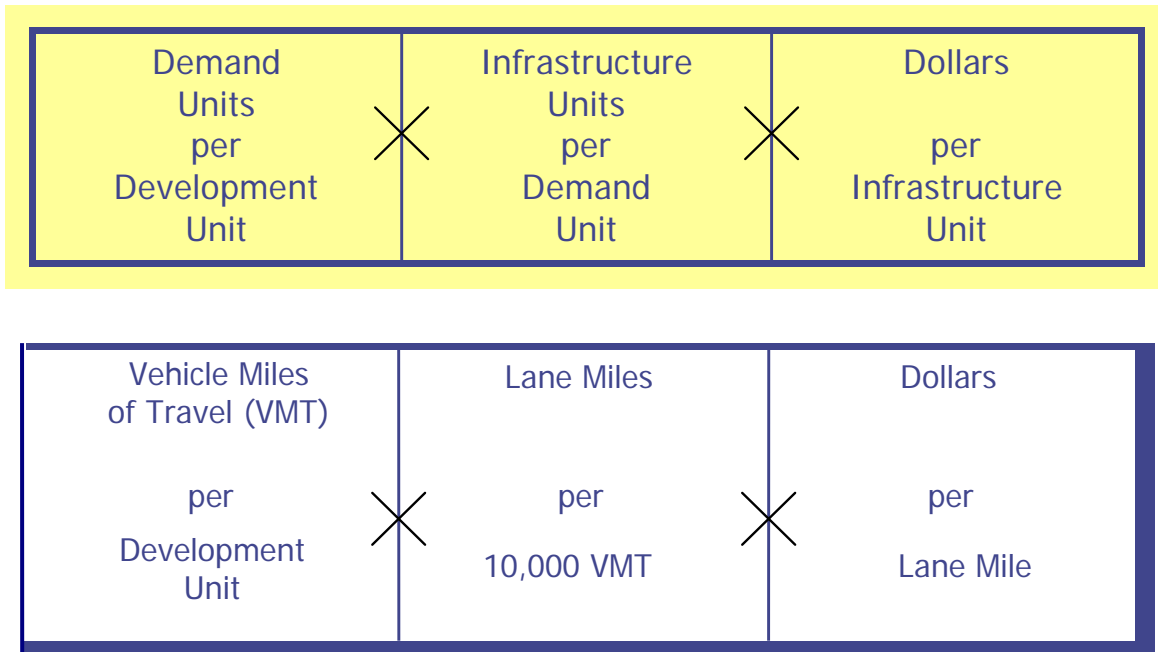 Demand
Units
per
Development
Unit
Infrastructure
Units
per
Demand
Unit
Dollars
per
Infrastructure
Unit
Vehicle Miles
of Travel (VMT)
per
Development
Unit
Lane Miles
per
10,000 VMT
Dollars
per
Lane Mile